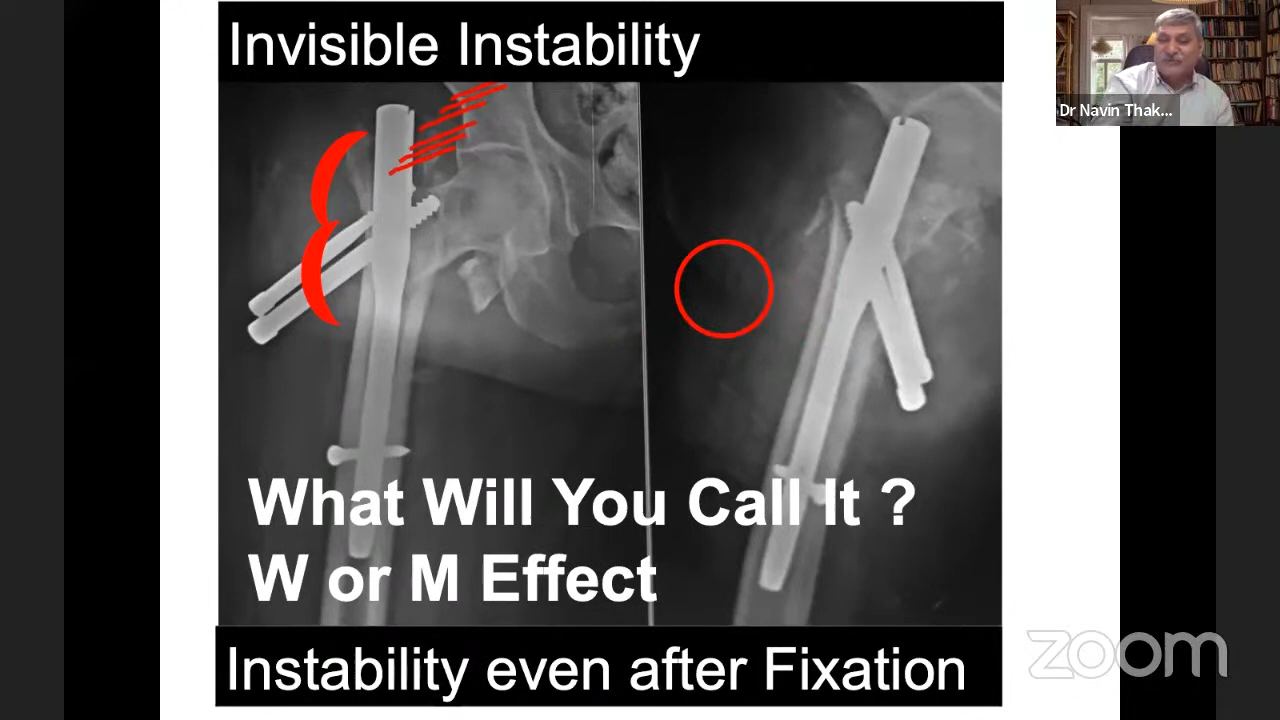 Invisible Instability
Dr Navin Thak...
What Will You Call It ?
W or M Effect
Instability even after Fixation
zoom